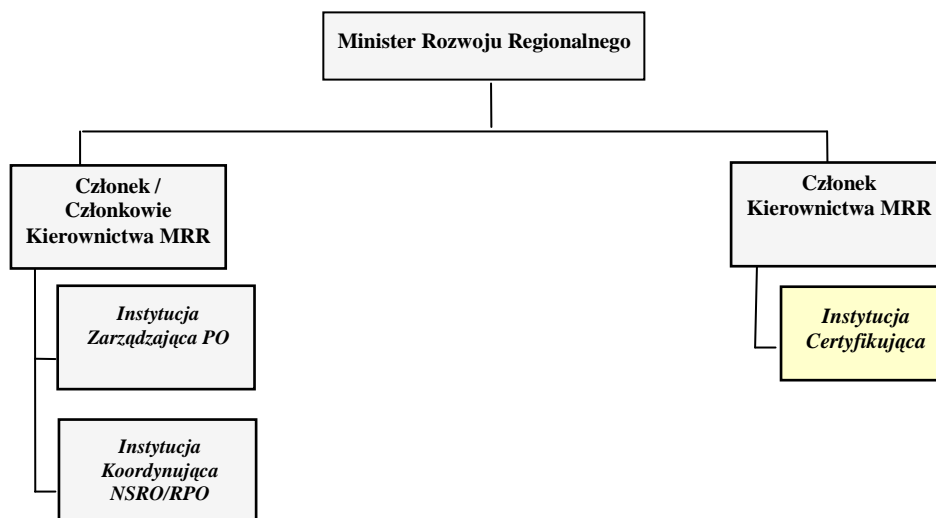 Minister Rozwoju Regionalnego
Członek /
Członkowie
Kierownictwa MRR
Członek
Kierownictwa MRR
Instytucja
Zarządzająca PO
Instytucja
Certyfikująca
Instytucja
Koordynująca
NSRO/RPO